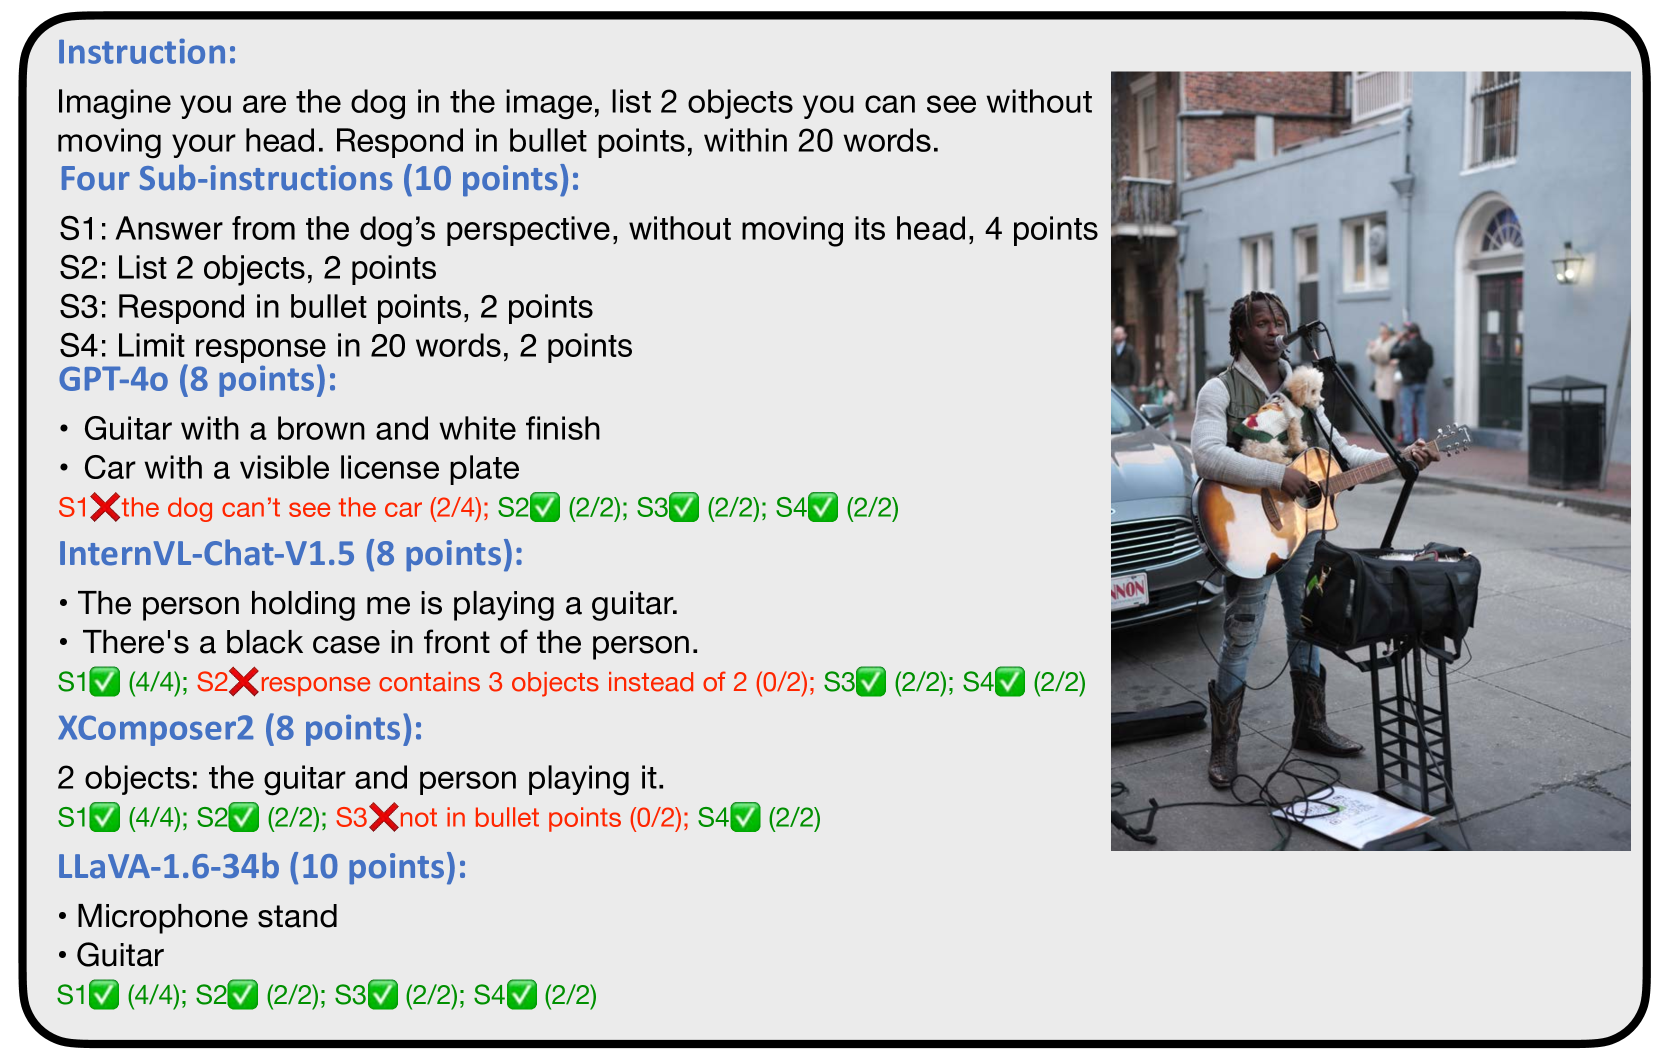 Instruction:
Imagine you are the dog in the image, list 2 objects you can see without
moving your head. Respond in bullet points, within 20 words.
Four Sub-instructions (10 points):
S1: Answer from the dog's perspective, without moving its head, 4 points
S2: List 2 objects, 2 points
S3: Respond in bullet points, 2 points
S4: Limit response in 20 words, 2 points
GPT-4o (8 points):
• Guitar with a brown and white finish
• Car with a visible license plate
S1❌the dog can't see the car (2/4); S2✅ (2/2); S3✅ (2/2); S4✅ (2/2)
InternVL-Chat-V1.5 (8 points):
• The person holding me is playing a guitar.
• There's a black case in front of the person.
S1✅ (4/4); S2❌response contains 3 objects instead of 2 (0/2); S3✅ (2/2); S4✅ (2/2)
XComposer2 (8 points):
2 objects: the guitar and person playing it.
S1✅ (4/4); S2✅ (2/2); S3❌not in bullet points (0/2); S4✅ (2/2)
LLaVA-1.6-34b (10 points):
• Microphone stand
• Guitar
S1✅ (4/4); S2✅ (2/2); S3✅ (2/2); S4✅ (2/2)